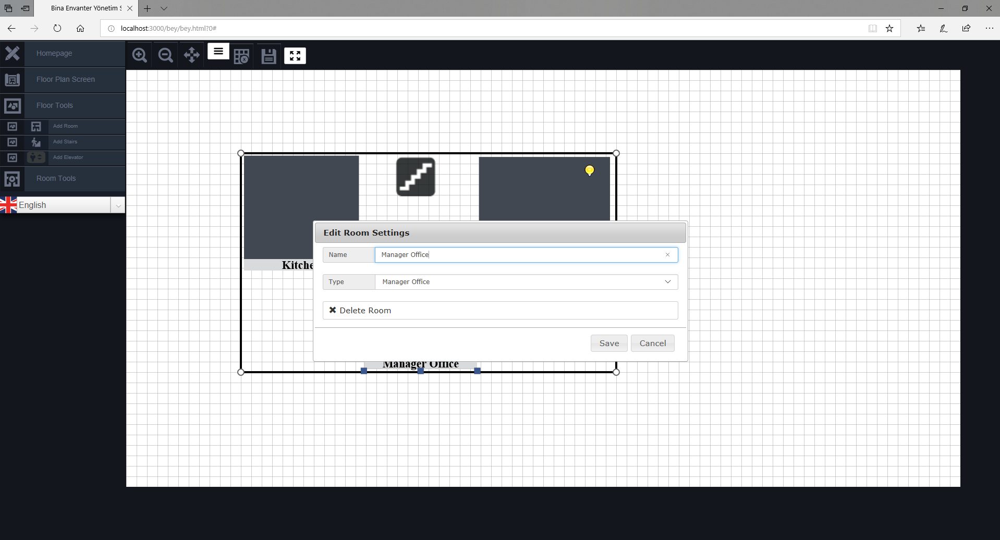 Bina Envanter Yönetim S
localhost:3000/bey/bey.html?0#
Homepage
Floor Plan Screen
Floor Tools
Add Room
Add Stairs
Add Elevator
Room Tools
English
Edit Room Settings
Name Manager Office
Kitche
Type Manager Office
Delete Room
Save Cancel
Manager Office